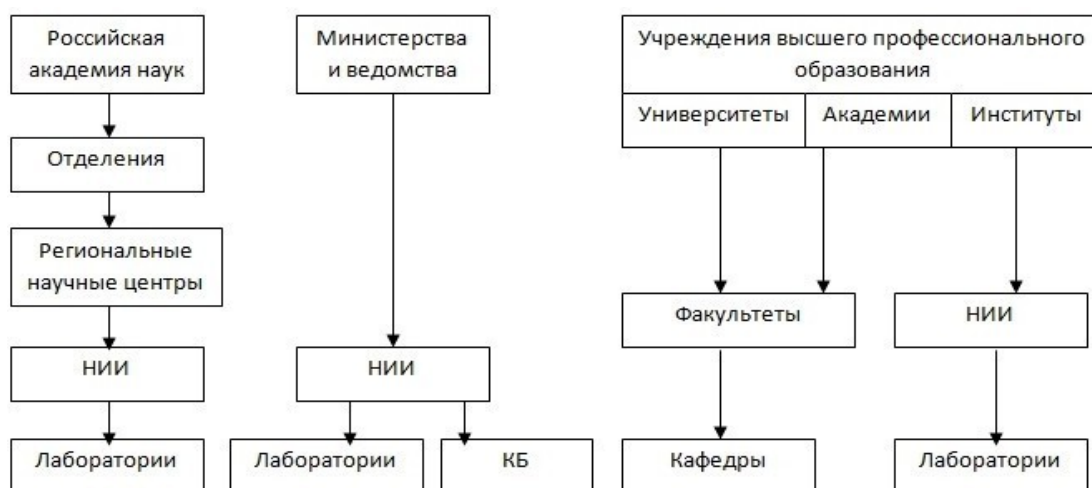 Российская
академия наук
Отделения
Региональные
научные центры
НИИ
Лаборатории
Министерства
и ведомства
НИИ
Лаборатории
КБ
Учреждения высшего профессионального
образования
Университеты
Академии
Институты
Факультеты
НИИ
Кафедры
Лаборатории